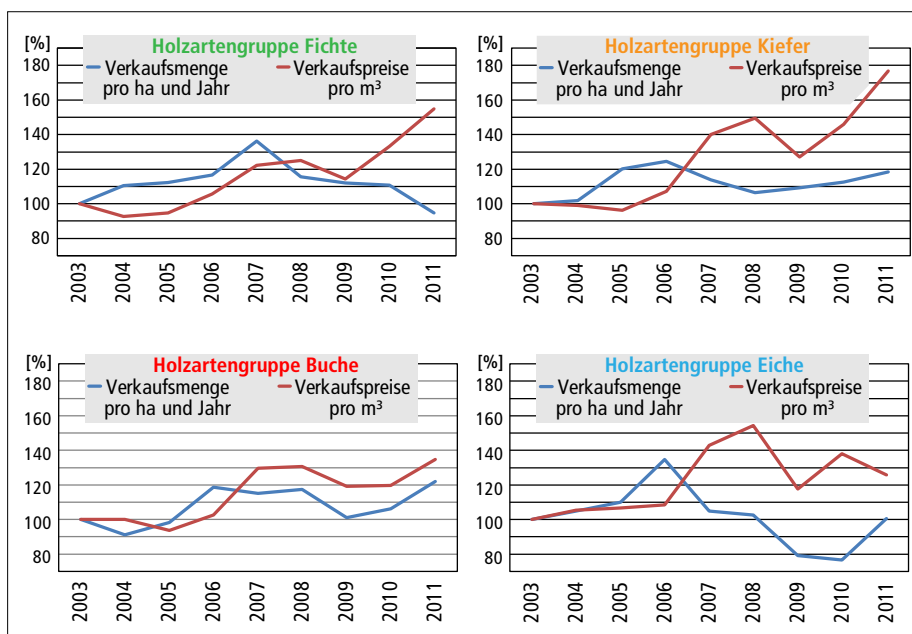 [%]
Holzartengruppe Fichte
Verkaufsmenge pro ha und Jahr
Verkaufspreise pro m³
180
160
140
120
100
80
2003 2004 2005 2006 2007 2008 2009 2010 2011
[%]
Holzartengruppe Kiefer
Verkaufsmenge pro ha und Jahr
Verkaufspreise pro m³
180
160
140
120
100
80
2003 2004 2005 2006 2007 2008 2009 2010 2011
[%]
Holzartengruppe Buche
Verkaufsmenge pro ha und Jahr
Verkaufspreise pro m³
180
160
140
120
100
80
2003 2004 2005 2006 2007 2008 2009 2010 2011
[%]
Holzartengruppe Eiche
Verkaufsmenge pro ha und Jahr
Verkaufspreise pro m³
180
160
140
120
100
80
2003 2004 2005 2006 2007 2008 2009 2010 2011